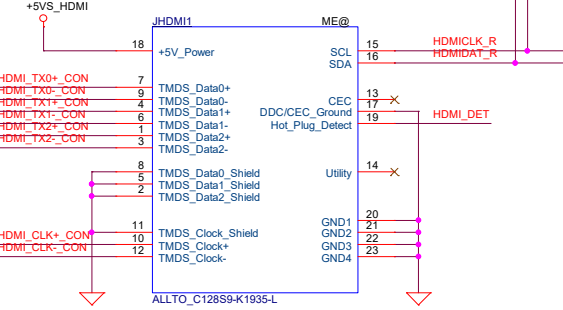 +5VS_HDMI
JHDMI1 ME@
18 +5V_Power
SCL 15 HDMICLK_R
SDA 16 HDMIDAT_R
HDMI_TX0+_CON 7 TMDS_Data0+
HDMI_TX0-_CON 9 TMDS_Data0-
HDMI_TX1+_CON 4 TMDS_Data1+
HDMI_TX1-_CON 6 TMDS_Data1-
HDMI_TX2+_CON 1 TMDS_Data2+
HDMI_TX2-_CON 3 TMDS_Data2-
CEC 13
DDC/CEC_Ground 17
Hot_Plug_Detect 19 HDMI_DET
8 TMDS_Data0_Shield
5 TMDS_Data1_Shield
2 TMDS_Data2_Shield
Utility 14
11 TMDS_Clock_Shield
HDMI_CLK+_CON 10 TMDS_Clock+
HDMI_CLK-_CON 12 TMDS_Clock-
GND1 20
GND2 21
GND3 22
GND4 23
ALLTO_C128S9-K1935-L